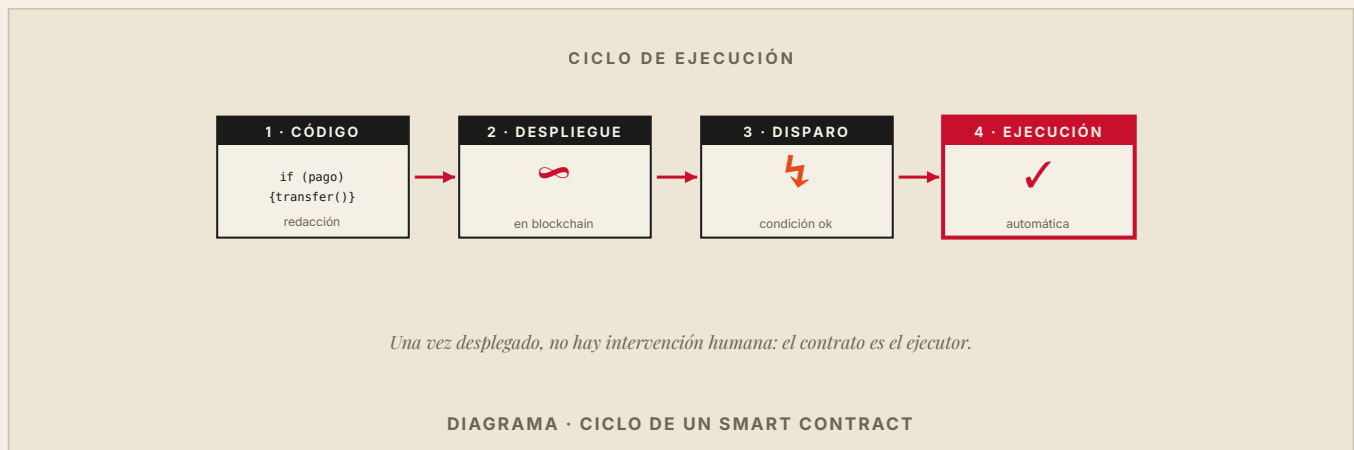 CICLO DE EJECUCIÓN
1 · CÓDIGO
if (pago)
{transfer()}
redacción
2 · DESPLIEGUE
∞
en blockchain
3 · DISPARO
↯
condición ok
4 · EJECUCIÓN
✓
automática
Una vez desplegado, no hay intervención humana: el contrato es el ejecutor.
DIAGRAMA · CICLO DE UN SMART CONTRACT